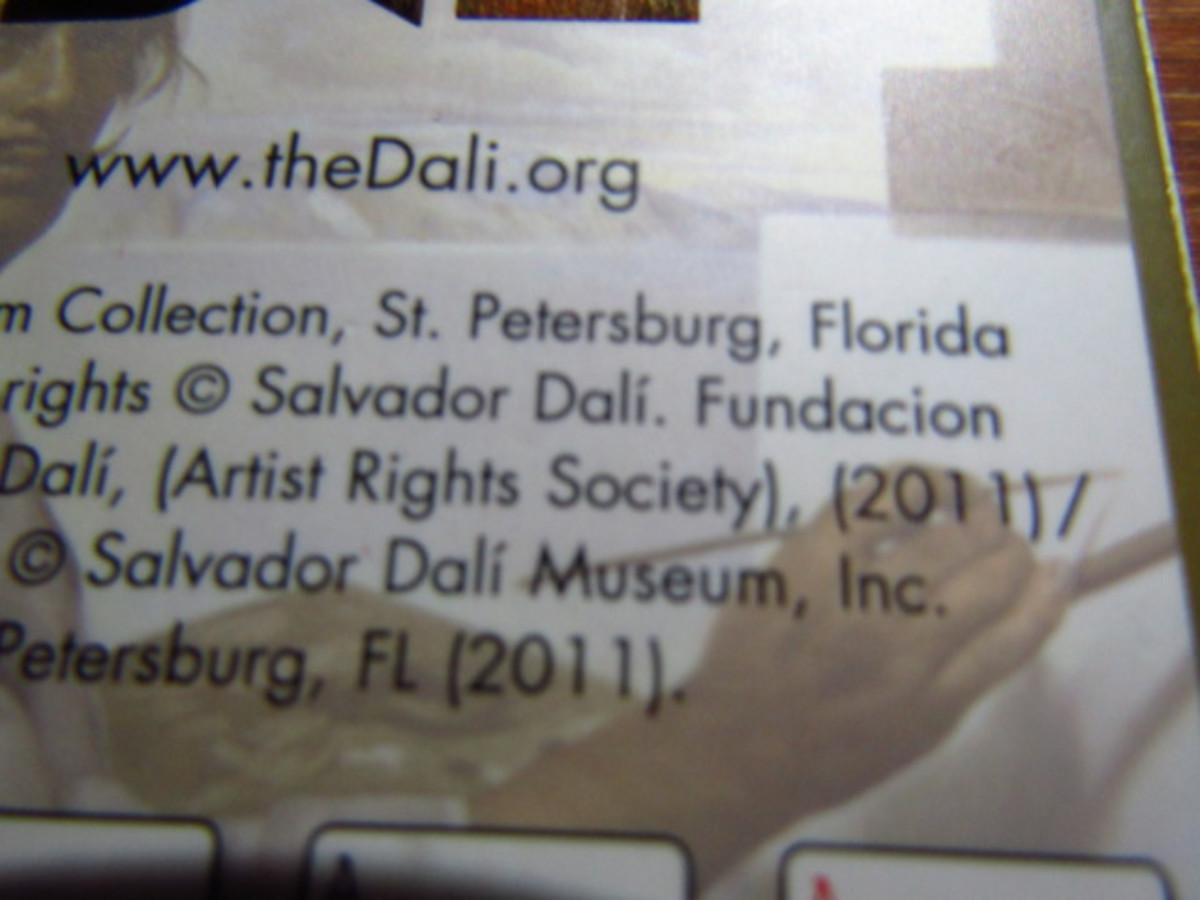 www.theDali.org
m Collection, St. Petersburg, Florida
rights © Salvador Dalí. Fundacion
Dalí, (Artist Rights Society), (2011)/
© Salvador Dalí Museum, Inc.
Petersburg, FL (2011).
A
A